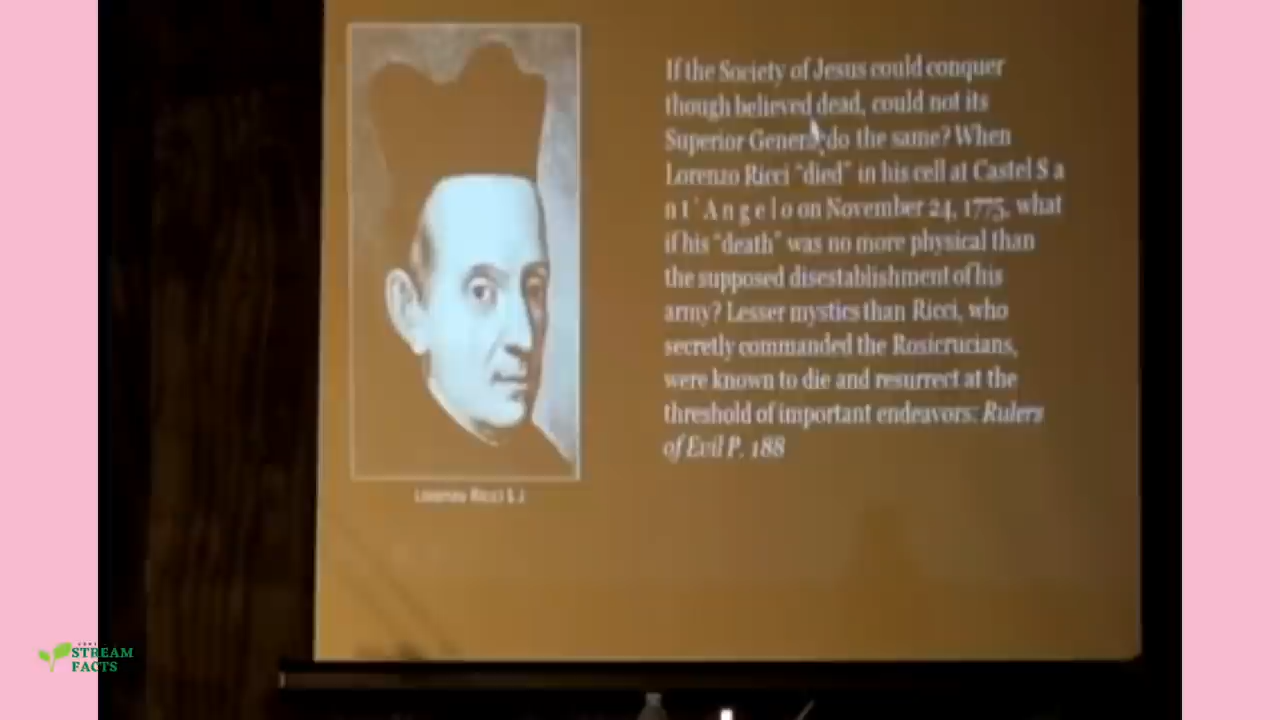 If the Society of Jesus could conquer
though believed dead, could not its
Superior General do the same? When
Lorenzo Ricci "died" in his cell at Castel S a
n t ' A n g e l o on November 24, 1775, what
if his "death" was no more physical than
the supposed disestablishment of his
army? Lesser mystics than Ricci, who
secretly commanded the Rosicrucians,
were known to die and resurrect at the
threshold of important endeavors. Rulers
of Evil P. 188
Lorenzo Ricci S.J.
STREAM
FACTS